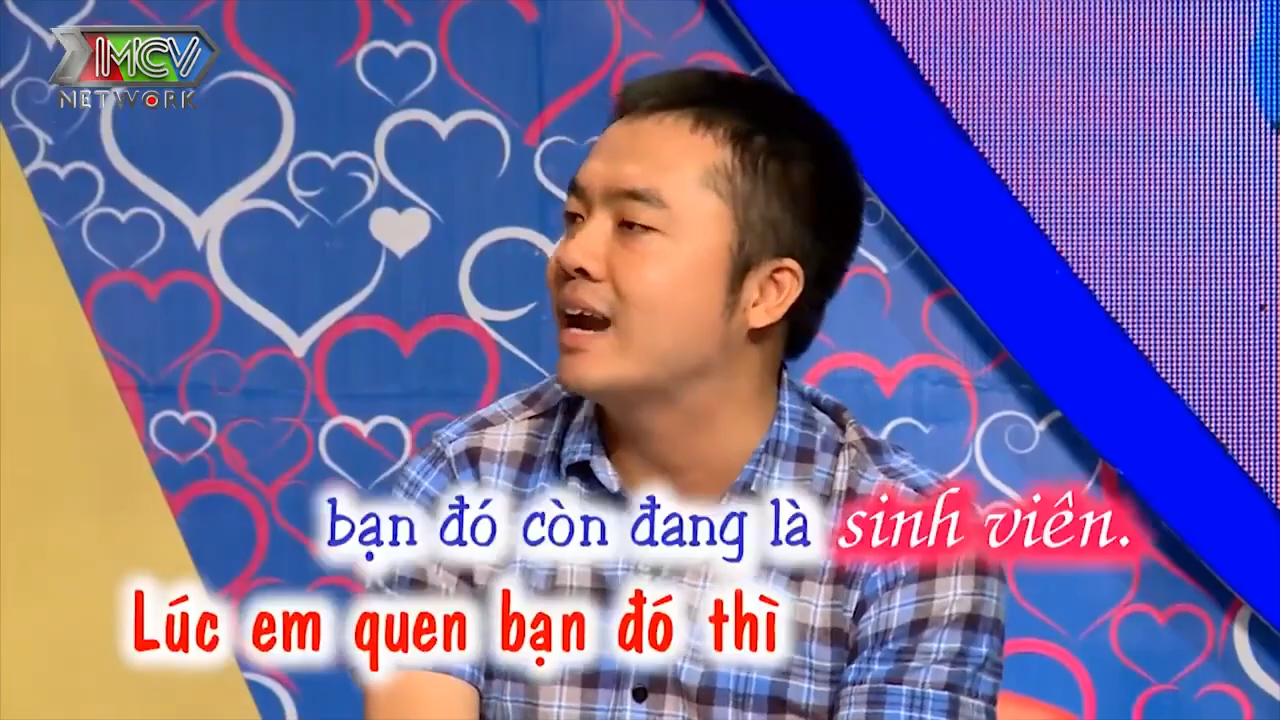 MCV
NETWORK
bạn đó còn đang là sinh viên.
Lúc em quen bạn đó thì